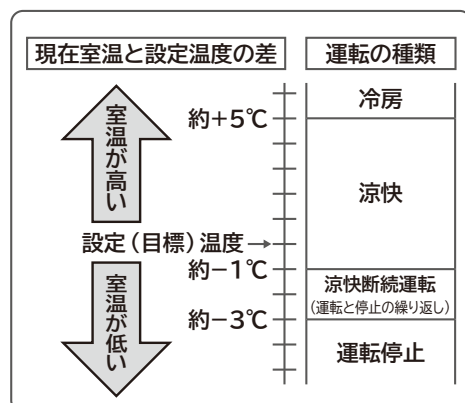 現在室温と設定温度の差
運転の種類
室温が高い
冷房
約+5℃
涼快
設定(目標)温度→
約−1℃
室温が低い
涼快断続運転
(運転と停止の繰り返し)
約−3℃
運転停止